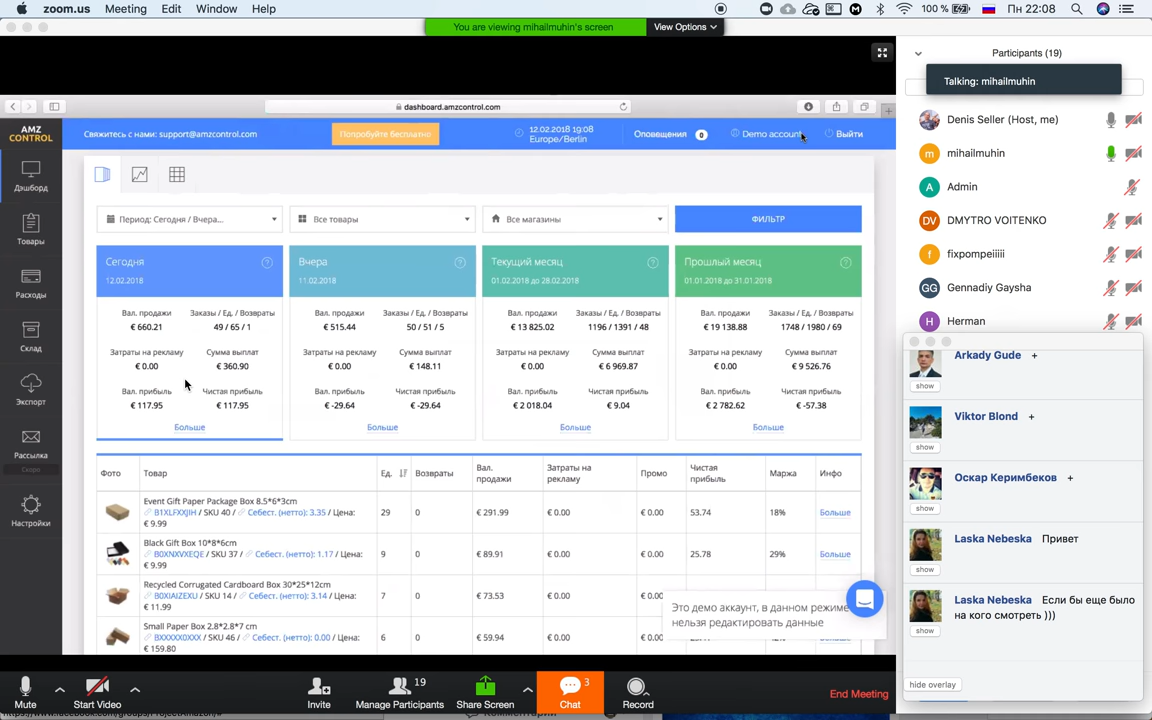 zoom.us Meeting Edit Window Help 100 % Пн 22:08
You are viewing mihailmuhin's screen View Options
Participants (19)
Talking: mihailmuhin
dashboard.amzcontrol.com
AMZ
CONTROL
Свяжитесь с нами: support@amzcontrol.com
Попробуйте бесплатно
12.02.2018 19:08
Europe/Berlin
Оповещения 0
Demo account
Выйти
Дэшборд
Товары
Расходы
Склад
Экспорт
Рассылка
Скоро
Настройки
Период: Сегодня / Вчера...
Все товары
Все магазины
ФИЛЬТР
Сегодня
12.02.2018
Вал. продажи Заказы / Ед. / Возвраты
€ 660.21 49 / 65 / 1
Затраты на рекламу Сумма выплат
€ 0.00 € 360.90
Вал. прибыль Чистая прибыль
€ 117.95 € 117.95
Больше
Вчера
11.02.2018
Вал. продажи Заказы / Ед. / Возвраты
€ 515.44 50 / 51 / 5
Затраты на рекламу Сумма выплат
€ 0.00 € 148.11
Вал. прибыль Чистая прибыль
€ -29.64 € -29.64
Больше
Текущий месяц
01.02.2018 до 28.02.2018
Вал. продажи Заказы / Ед. / Возвраты
€ 13 825.02 1196 / 1391 / 48
Затраты на рекламу Сумма выплат
€ 0.00 € 6 969.87
Вал. прибыль Чистая прибыль
€ 2 018.04 € 9.04
Больше
Прошлый месяц
01.01.2018 до 31.01.2018
Вал. продажи Заказы / Ед. / Возвраты
€ 19 138.88 1748 / 1980 / 69
Затраты на рекламу Сумма выплат
€ 0.00 € 9 526.76
Вал. прибыль Чистая прибыль
€ 2 782.62 € -57.38
Больше
Фото Товар Ед. Возвраты Вал. продажи Затраты на рекламу Промо Чистая прибыль Маржа Инфо
Event Gift Paper Package Box 8.5*6*3cm
B1XLFXXJIH / SKU 40 / Себест. (нетто): 3.35 / Цена: 29 0 € 291.99 € 0.00 € 0.00 53.74 18% Больше
€ 9.99
Black Gift Box 10*8*6cm
B0XNXVXEQE / SKU 37 / Себест. (нетто): 1.17 / Цена: 9 0 € 89.91 € 0.00 € 0.00 25.78 29% Больше
€ 9.99
Recycled Corrugated Cardboard Box 30*25*12cm
B0XIAIZEXU / SKU 14 / Себест. (нетто): 3.14 / Цена: 7 0 € 73.53 € 0.00
€ 11.99
Small Paper Box 2.8*2.8*7 cm
BXXXXX0XXX / SKU 46 / Себест. (нетто): 0.00 / Цена: 6 0 € 59.94 € 0.00
€ 159.80
Это демо аккаунт, в данном режиме
нельзя редактировать данные
Denis Seller (Host, me)
m mihailmuhin
A Admin
DV DMYTRO VOITENKO
f fixpompeiiiii
GG Gennadiy Gaysha
H Herman
Arkady Gude +
show
Viktor Blond +
show
Оскар Керимбеков +
show
Laska Nebeska Привет
show
Laska Nebeska Если бы еще было
на кого смотреть )))
show
hide overlay
Mute
Start Video
Invite
19
Manage Participants
Share Screen
3
Chat
Record
End Meeting